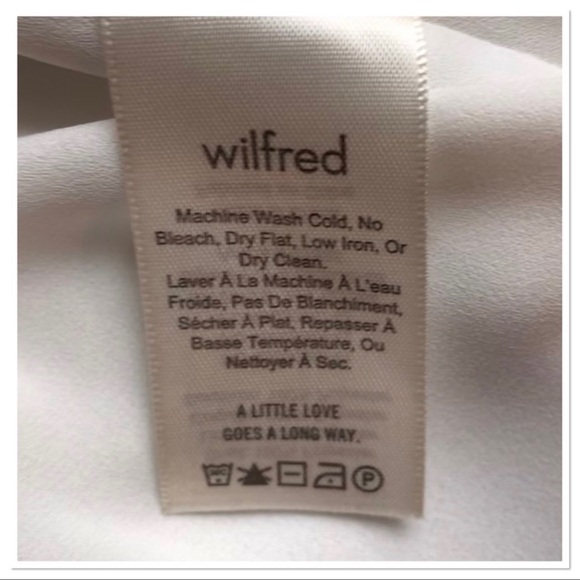 wilfred
Machine Wash Cold, No
Bleach, Dry Flat, Low Iron, Or
Dry Clean.
Laver À La Machine À L'eau
Froide, Pas De Blanchiment,
Sécher À Plat, Repasser À
Basse Température, Ou
Nettoyer À Sec.
A LITTLE LOVE
GOES A LONG WAY.
P